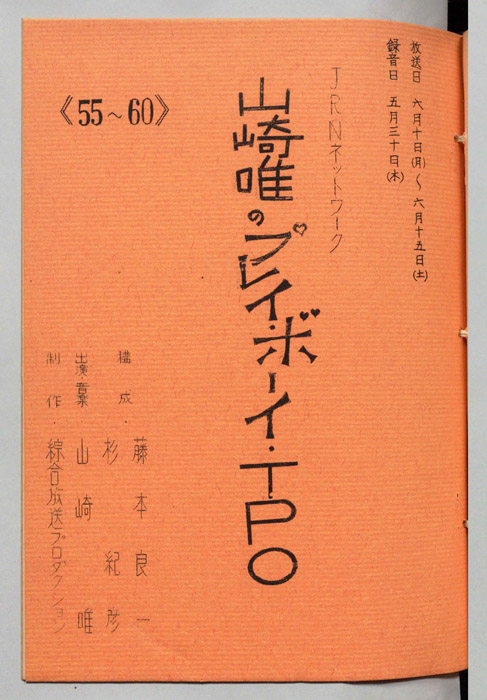 放送日 六月十日(月)～六月十五日(土)
録音日 五月三十日(木)
JRNネットワーク
山崎唯のプレイ・ボーイ・TPO
《55～60》
構成・藤本良一
杉紀彦
出演・音楽 山崎唯
制作・綜合放送プロダクション